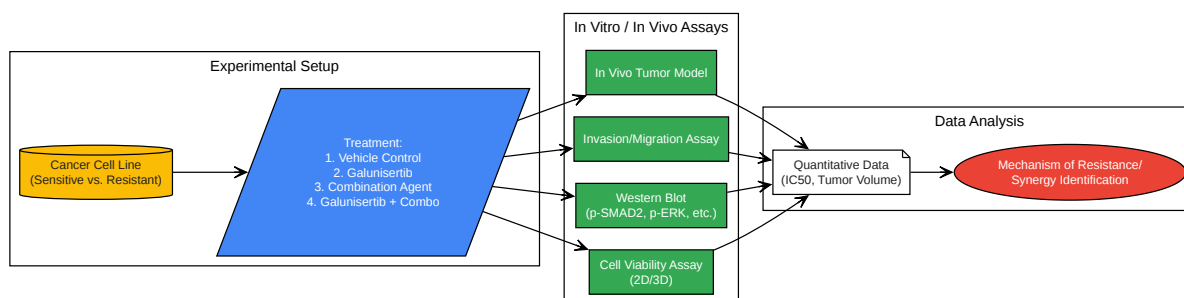 Experimental Setup
Cancer Cell Line
(Sensitive vs. Resistant)
Treatment:
1. Vehicle Control
2. Galunisertib
3. Combination Agent
4. Galunisertib + Combo
In Vitro / In Vivo Assays
In Vivo Tumor Model
Invasion/Migration Assay
Western Blot
(p-SMAD2, p-ERK, etc.)
Cell Viability Assay
(2D/3D)
Data Analysis
Quantitative Data
(IC50, Tumor Volume)
Mechanism of Resistance/
Synergy Identification